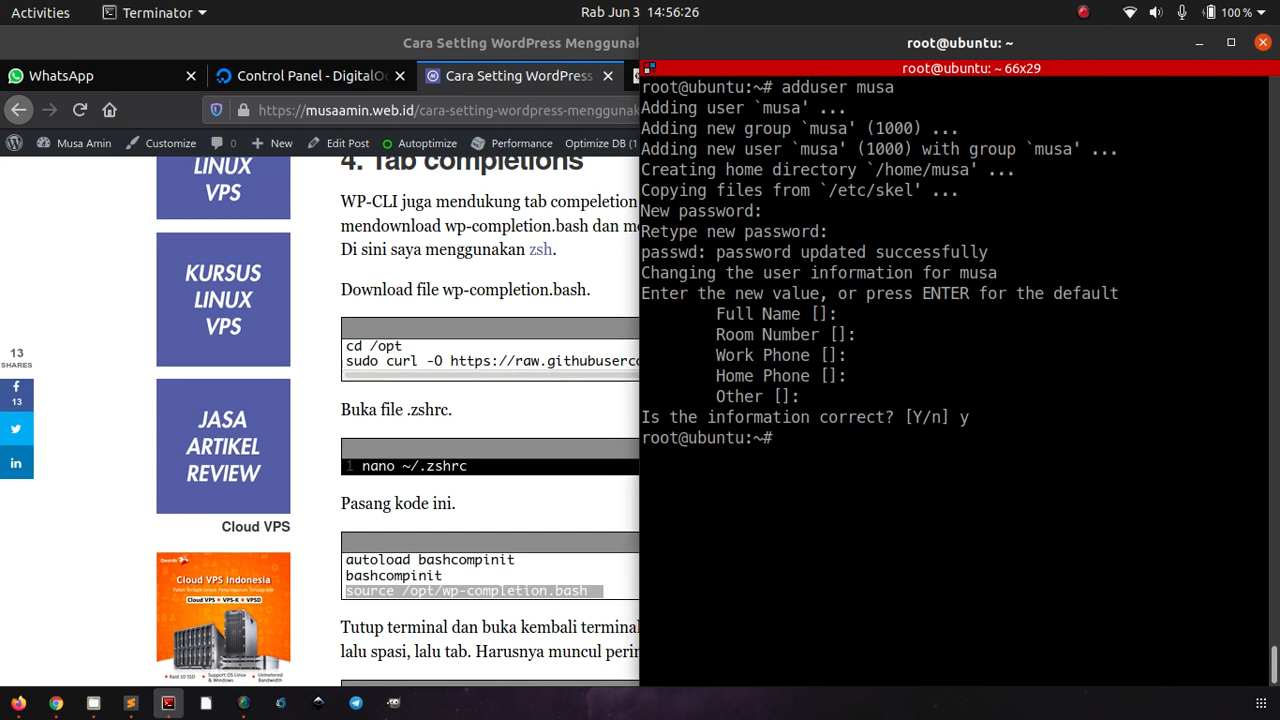 Activities
Terminator
Rab Jun 3 14:56:26
100 %
Cara Setting WordPress Menggunak
WhatsApp
Control Panel - DigitalOc
Cara Setting WordPress
https://musaamin.web.id/cara-setting-wordpress-menggunak
Musa Amin
Customize
0
New
Edit Post
Autoptimize
Performance
Optimize DB (1
LINUX
VPS
KURSUS
LINUX
VPS
JASA
ARTIKEL
REVIEW
Cloud VPS
Cloud VPS Indonesia
Cloud VPS • VPS-K • VPSD
13
SHARES
13
4. Tab completions
WP-CLI juga mendukung tab compeletion
mendownload wp-completion.bash dan me
Di sini saya menggunakan zsh.
Download file wp-completion.bash.
cd /opt
sudo curl -O https://raw.githubuserco
Buka file .zshrc.
1 nano ~/.zshrc
Pasang kode ini.
autoload bashcompinit
bashcompinit
source /opt/wp-completion.bash
Tutup terminal dan buka kembali terminal
lalu spasi, lalu tab. Harusnya muncul perin
root@ubuntu: ~
root@ubuntu: ~ 66x29
root@ubuntu:~# adduser musa
Adding user `musa' ...
Adding new group `musa' (1000) ...
Adding new user `musa' (1000) with group `musa' ...
Creating home directory `/home/musa' ...
Copying files from `/etc/skel' ...
New password:
Retype new password:
passwd: password updated successfully
Changing the user information for musa
Enter the new value, or press ENTER for the default
Full Name []:
Room Number []:
Work Phone []:
Home Phone []:
Other []:
Is the information correct? [Y/n] y
root@ubuntu:~#